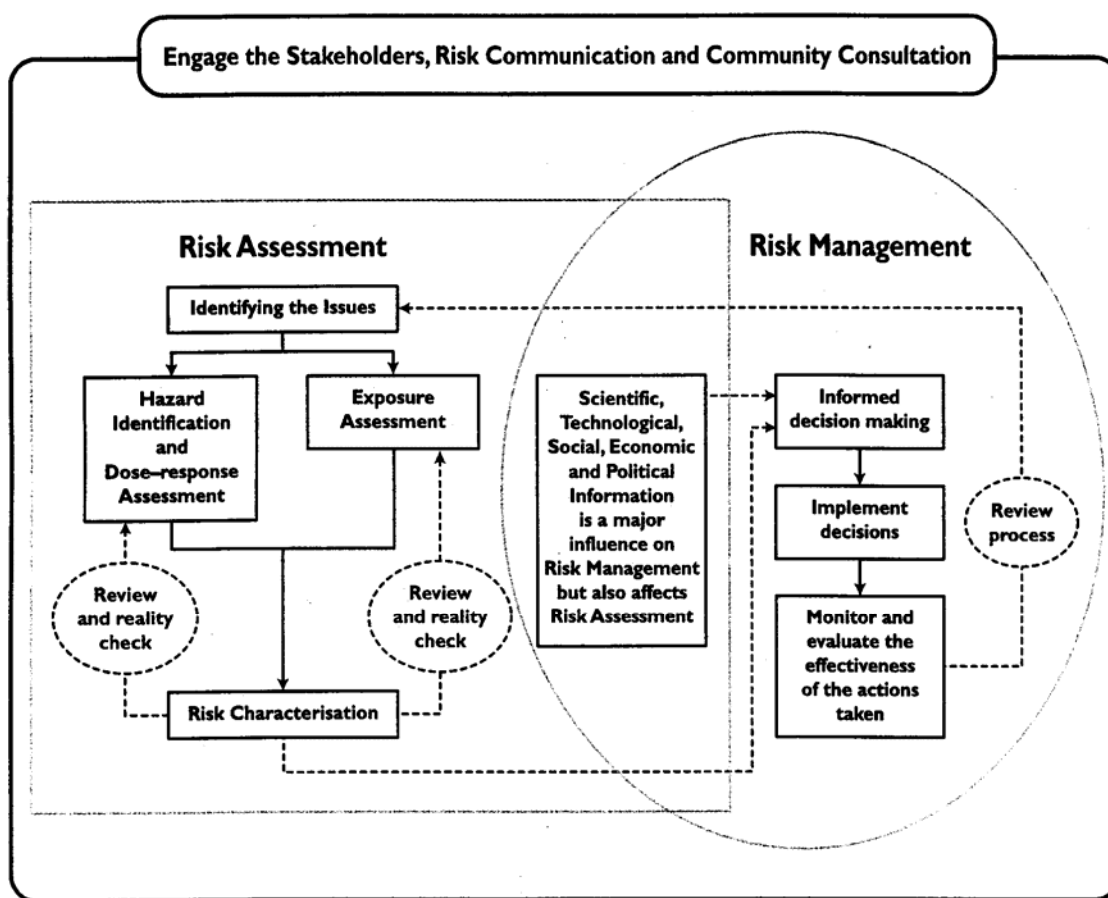 Engage the Stakeholders, Risk Communication and Community Consultation
Risk Assessment
Identifying the Issues
Hazard
Identification
and
Dose–response
Assessment
Exposure
Assessment
Review
and reality
check
Review
and reality
check
Risk Characterisation
Scientific,
Technological,
Social, Economic
and Political
Information
is a major
influence on
Risk Management
but also affects
Risk Assessment
Risk Management
Informed
decision making
Implement
decisions
Monitor and
evaluate the
effectiveness
of the actions
taken
Review
process